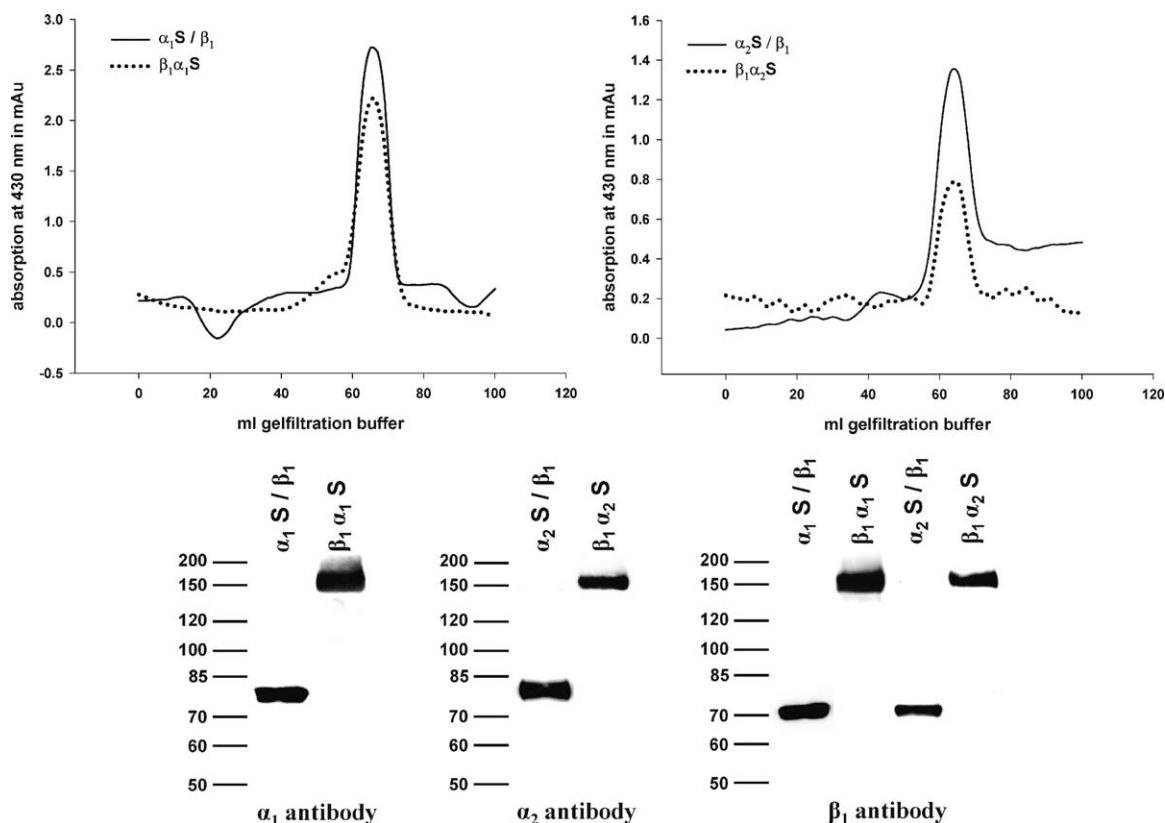 α₁S / β₁
β₁α₁S
absorption at 430 nm in mAu
3.0
2.5
2.0
1.5
1.0
0.5
0.0
-0.5
0
20
40
60
80
100
120
ml gelfiltration buffer
α₂S / β₁
β₁α₂S
absorption at 430 nm in mAu
1.6
1.4
1.2
1.0
0.8
0.6
0.4
0.2
0.0
0
20
40
60
80
100
120
ml gelfiltration buffer
α₁ S / β₁
β₁ α₁ S
200
150
120
100
85
70
60
50
α₁ antibody
α₂ S / β₁
β₁ α₂ S
200
150
120
100
85
70
60
50
α₂ antibody
α₁ S / β₁
β₁ α₁ S
α₂ S / β₁
β₁ α₂ S
200
150
120
100
85
70
60
50
β₁ antibody